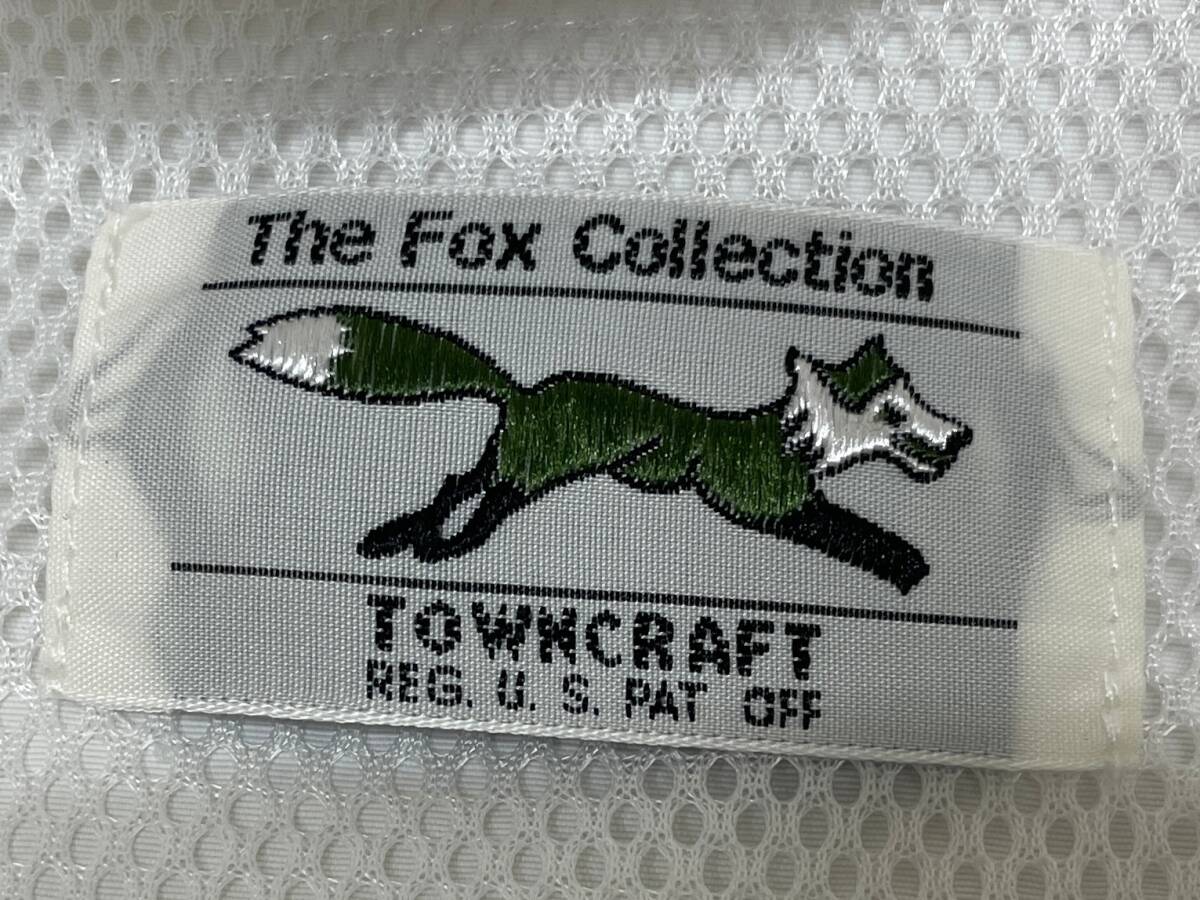 The Fox Collection
TOWNCRAFT
REG. U. S. PAT OFF